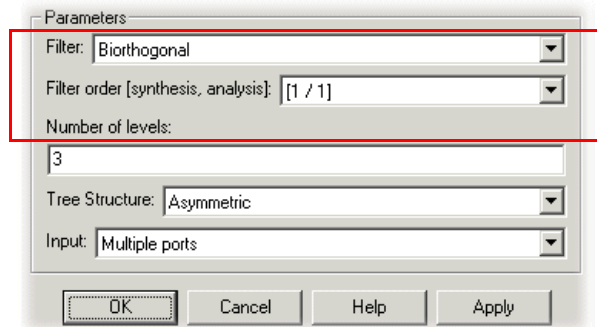 Parameters
Filter: Biorthogonal
Filter order [synthesis, analysis]: [1 / 1]
Number of levels:
3
Tree Structure: Asymmetric
Input: Multiple ports
OK Cancel Help Apply